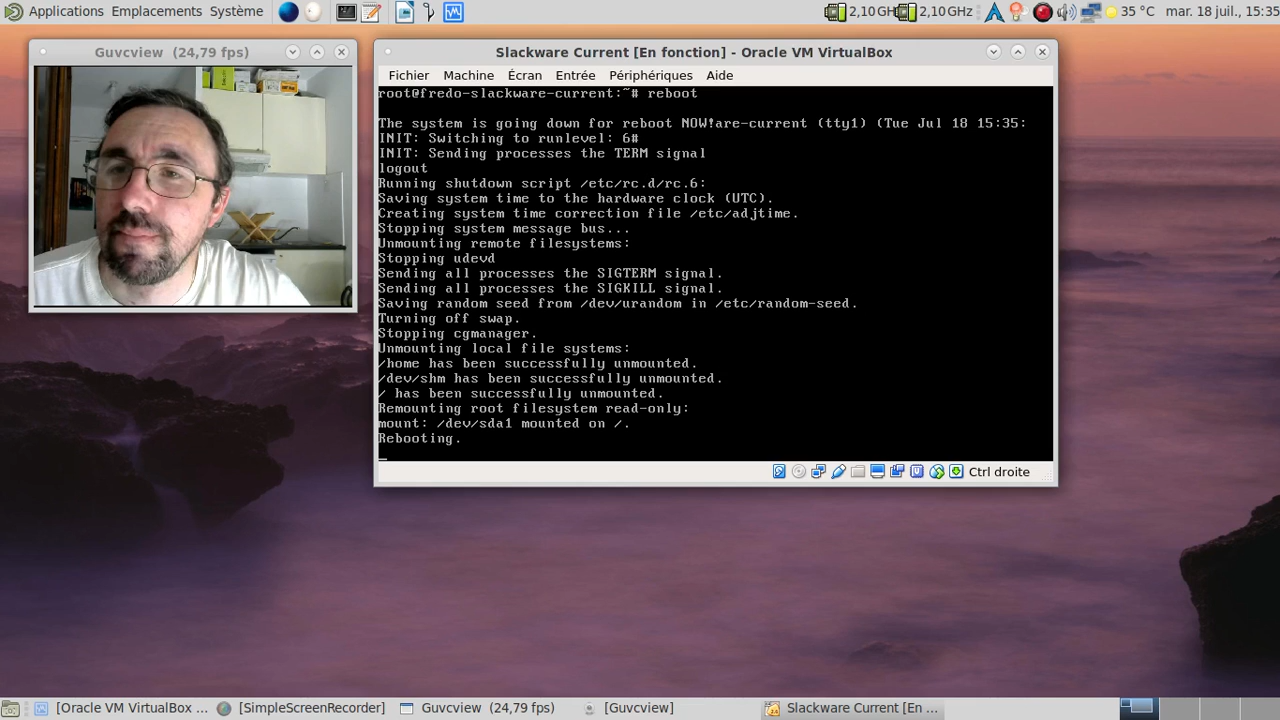 Applications Emplacements Système
2,10 GHz 2,10 GHz 35 °C mar. 18 juil., 15:35
Guvcview (24,79 fps)
Slackware Current [En fonction] - Oracle VM VirtualBox
Fichier Machine Écran Entrée Périphériques Aide
root@fredo-slackware-current:~# reboot
The system is going down for reboot NOW!are-current (tty1) (Tue Jul 18 15:35:
INIT: Switching to runlevel: 6#
INIT: Sending processes the TERM signal
logout
Running shutdown script /etc/rc.d/rc.6:
Saving system time to the hardware clock (UTC).
Creating system time correction file /etc/adjtime.
Stopping system message bus...
Unmounting remote filesystems:
Stopping udevd
Sending all processes the SIGTERM signal.
Sending all processes the SIGKILL signal.
Saving random seed from /dev/urandom in /etc/random-seed.
Turning off swap.
Stopping cgmanager.
Unmounting local file systems:
/home has been successfully unmounted.
/dev/shm has been successfully unmounted.
/ has been successfully unmounted.
Remounting root filesystem read-only:
mount: /dev/sda1 mounted on /.
Rebooting.
Ctrl droite
[Oracle VM VirtualBox ... [SimpleScreenRecorder] Guvcview (24,79 fps) [Guvcview] Slackware Current [En ...